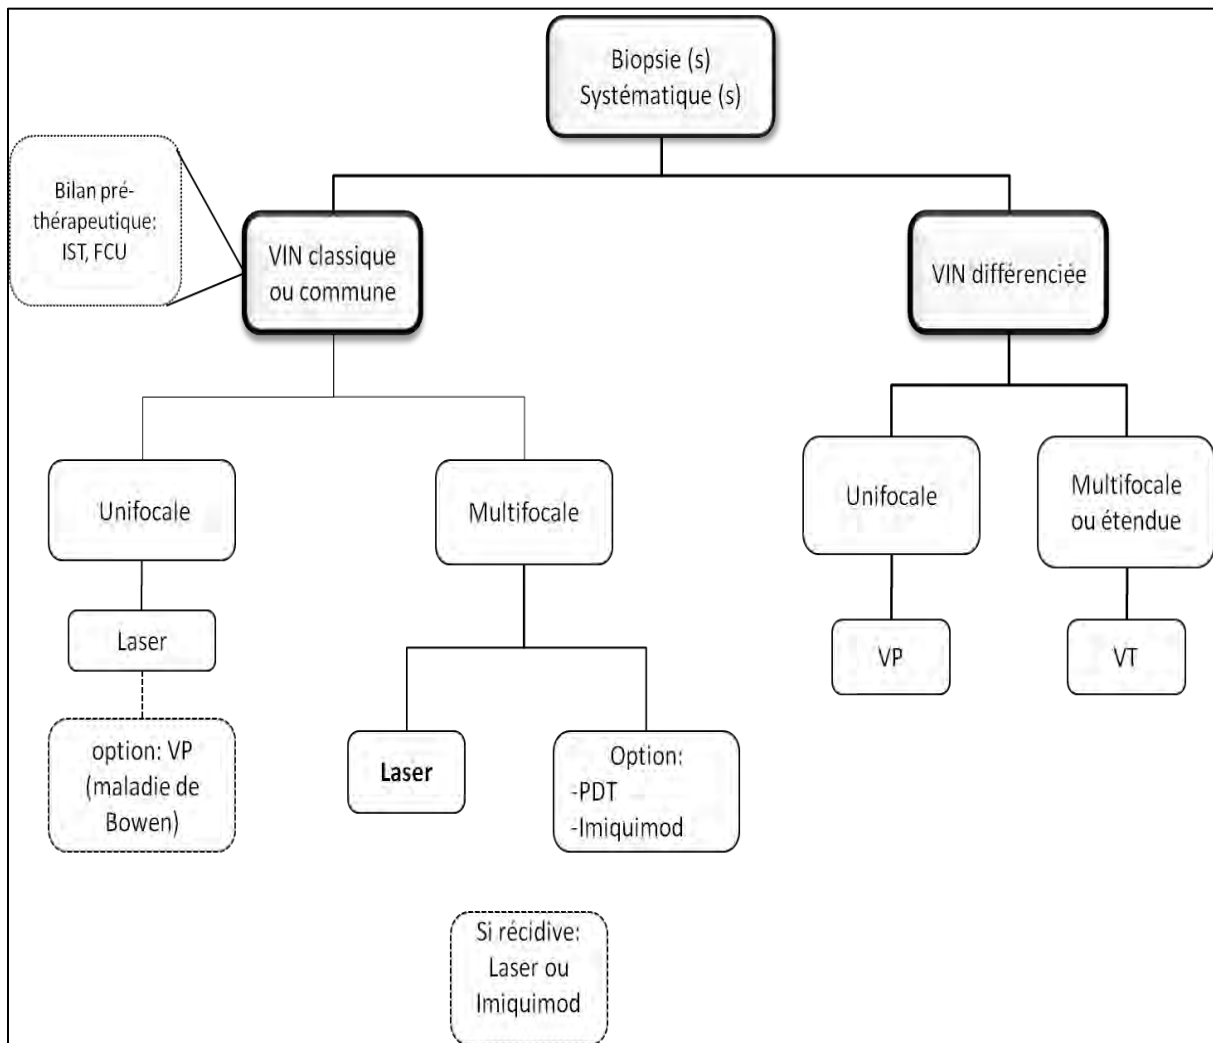 Biopsie (s)
Systématique (s)
Bilan pré-
thérapeutique:
IST, FCU
VIN classique
ou commune
VIN différenciée
Unifocale
Multifocale
Unifocale
Multifocale
ou étendue
Laser
VP
VT
option: VP
(maladie de
Bowen)
Laser
Option:
-PDT
-Imiquimod
Si récidive:
Laser ou
Imiquimod